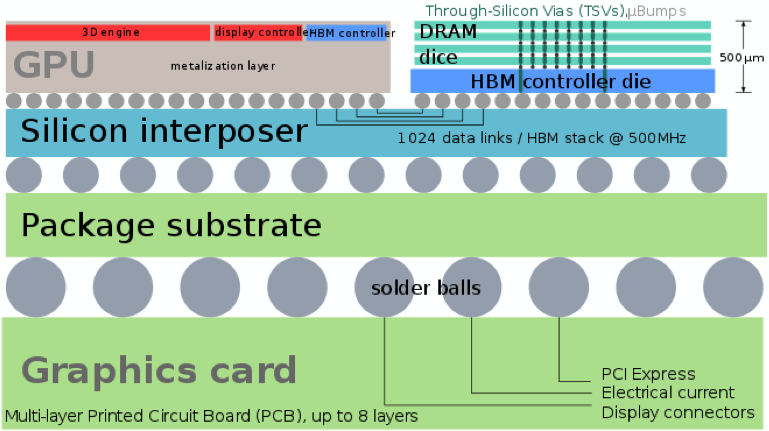 Through-Silicon Vias (TSVs),µBumps
3D engine
display controller
HBM controller
DRAM
GPU
metalization layer
dice
500µm
HBM controller die
Silicon interposer
1024 data links / HBM stack @ 500MHz
Package substrate
solder balls
Graphics card
PCI Express
Electrical current
Display connectors
Multi-layer Printed Circuit Board (PCB), up to 8 layers